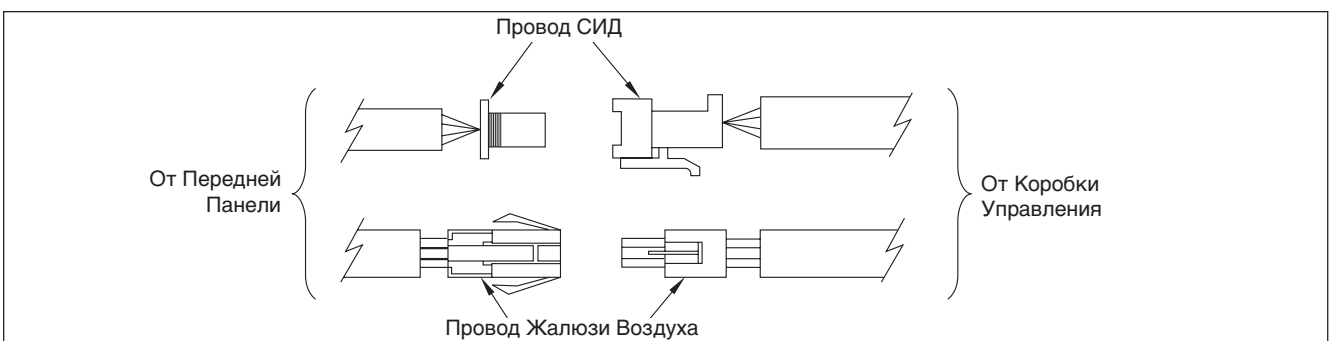 Провод СИД
От Передней
Панели
От Коробки
Управления
Провод Жалюзи Воздуха